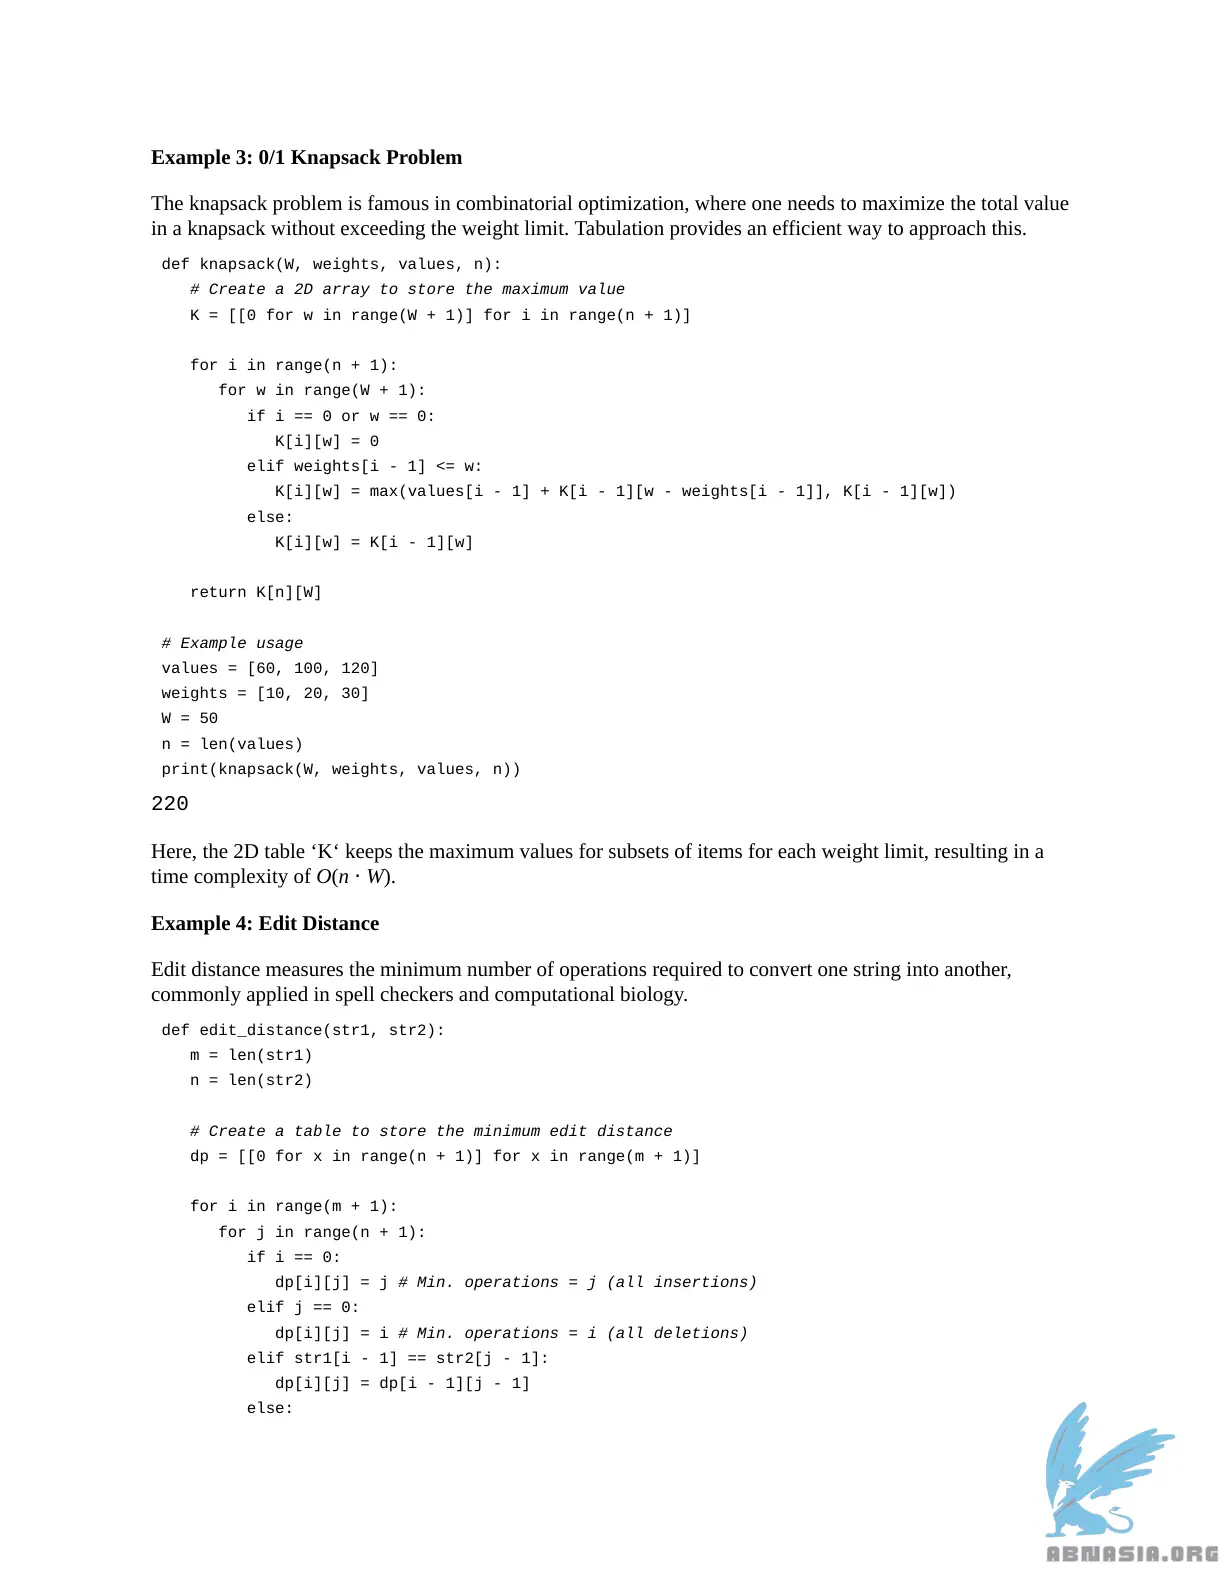 Example 3: 0/1 Knapsack Problem
The knapsack problem is famous in combinatorial optimization, where one needs to maximize the total value
in a knapsack without exceeding the weight limit. Tabulation provides an efficient way to approach this.
def knapsack(W, weights, values, n):
   # Create a 2D array to store the maximum value
   K = [[0 for w in range(W + 1)] for i in range(n + 1)]

   for i in range(n + 1):
      for w in range(W + 1):
         if i == 0 or w == 0:
            K[i][w] = 0
         elif weights[i - 1] <= w:
            K[i][w] = max(values[i - 1] + K[i - 1][w - weights[i - 1]], K[i - 1][w])
         else:
            K[i][w] = K[i - 1][w]

   return K[n][W]

# Example usage
values = [60, 100, 120]
weights = [10, 20, 30]
W = 50
n = len(values)
print(knapsack(W, weights, values, n))
220
Here, the 2D table ‘K‘ keeps the maximum values for subsets of items for each weight limit, resulting in a
time complexity of O(n · W).
Example 4: Edit Distance
Edit distance measures the minimum number of operations required to convert one string into another,
commonly applied in spell checkers and computational biology.
def edit_distance(str1, str2):
   m = len(str1)
   n = len(str2)

   # Create a table to store the minimum edit distance
   dp = [[0 for x in range(n + 1)] for x in range(m + 1)]

   for i in range(m + 1):
      for j in range(n + 1):
         if i == 0:
            dp[i][j] = j # Min. operations = j (all insertions)
         elif j == 0:
            dp[i][j] = i # Min. operations = i (all deletions)
         elif str1[i - 1] == str2[j - 1]:
            dp[i][j] = dp[i - 1][j - 1]
         else:
ABNASIA.ORG